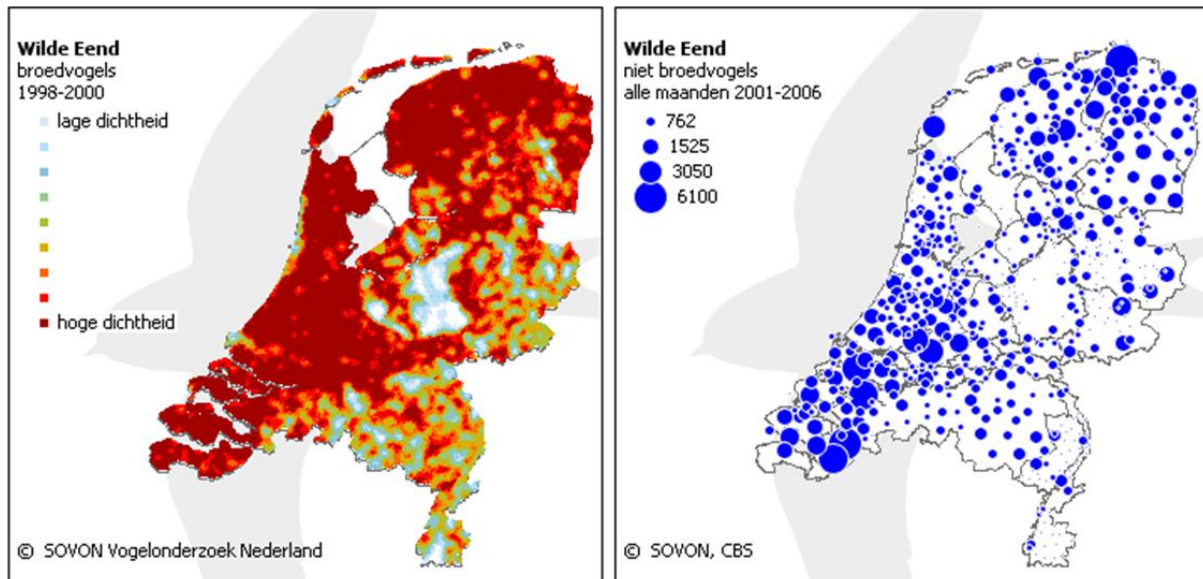 Wilde Eend
broedvogels
1998-2000
lage dichtheid
hoge dichtheid
© SOVON Vogelonderzoek Nederland
Wilde Eend
niet broedvogels
alle maanden 2001-2006
762
1525
3050
6100
© SOVON, CBS